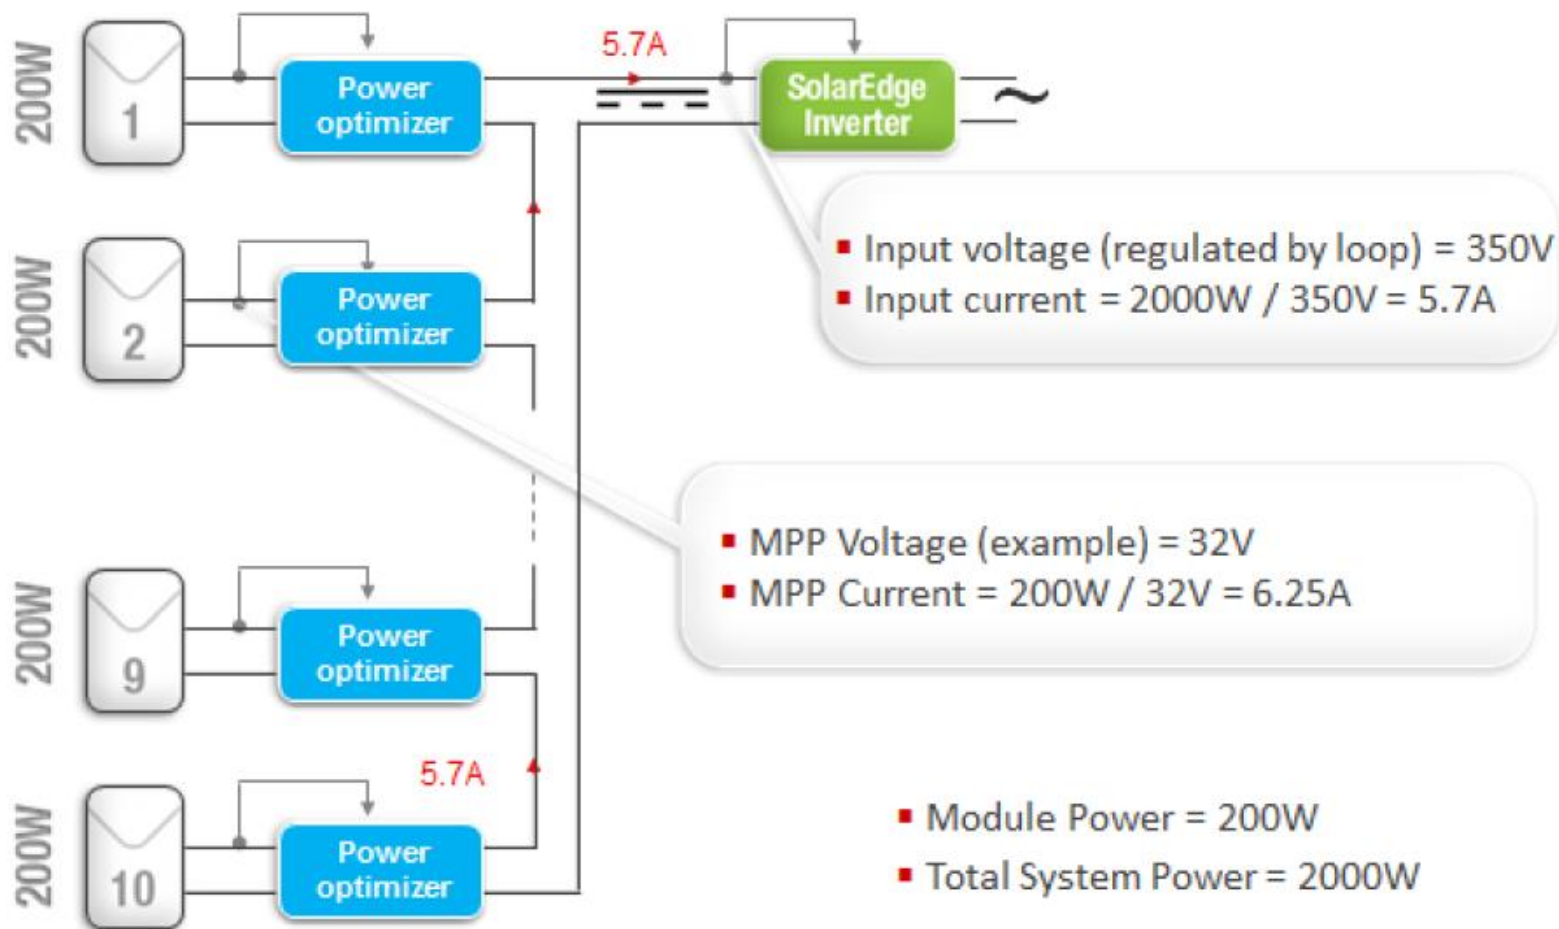 200W
1
Power
optimizer
5.7A
SolarEdge
Inverter
~
▪ Input voltage (regulated by loop) = 350V
▪ Input current = 2000W / 350V = 5.7A
200W
2
Power
optimizer
▪ MPP Voltage (example) = 32V
▪ MPP Current = 200W / 32V = 6.25A
200W
9
Power
optimizer
5.7A
200W
10
Power
optimizer
▪ Module Power = 200W
▪ Total System Power = 2000W